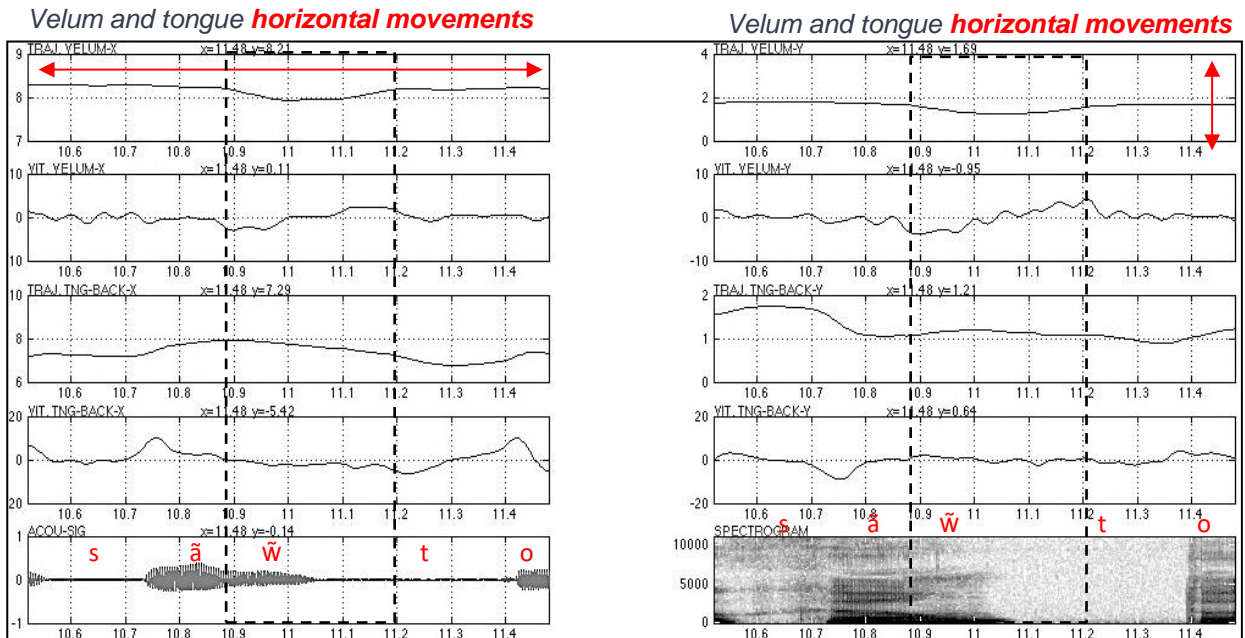 Velum and tongue horizontal movements
TRAJ. VELUM-X x=11.48 y=8.21
9
8
7
10.6 10.7 10.8 10.9 11 11.1 11.2 11.3 11.4
VIT. VELUM-X x=11.48 y=0.11
10
0
10
10.6 10.7 10.8 10.9 11 11.1 11.2 11.3 11.4
TRAJ. TNG-BACK-X x=11.48 y=7.29
10
8
6
10.6 10.7 10.8 10.9 11 11.1 11.2 11.3 11.4
VIT. TNG-BACK-X x=11.48 y=-5.42
20
0
20
10.6 10.7 10.8 10.9 11 11.1 11.2 11.3 11.4
ACOU-SIG x=11.48 y=-0.14
1
s ã w̃ t o
0
-1
10.6 10.7 10.8 10.9 11 11.1 11.2 11.3 11.4
Velum and tongue horizontal movements
TRAJ. VELUM-Y x=11.48 y=1.69
4
2
0
10.6 10.7 10.8 10.9 11 11.1 11.2 11.3 11.4
VIT. VELUM-Y x=11.48 y=-0.95
10
0
-10
10.6 10.7 10.8 10.9 11 11.1 11.2 11.3 11.4
TRAJ. TNG-BACK-Y x=11.48 y=1.21
2
1
0
10.6 10.7 10.8 10.9 11 11.1 11.2 11.3 11.4
VIT. TNG-BACK-Y x=11.48 y=0.64
20
0
-20
10.6 10.7 10.8 10.9 11 11.1 11.2 11.3 11.4
s ã w̃ t o
SPECTROGRAM
10000
5000
0
10.6 10.7 10.8 10.9 11 11.1 11.2 11.3 11.4